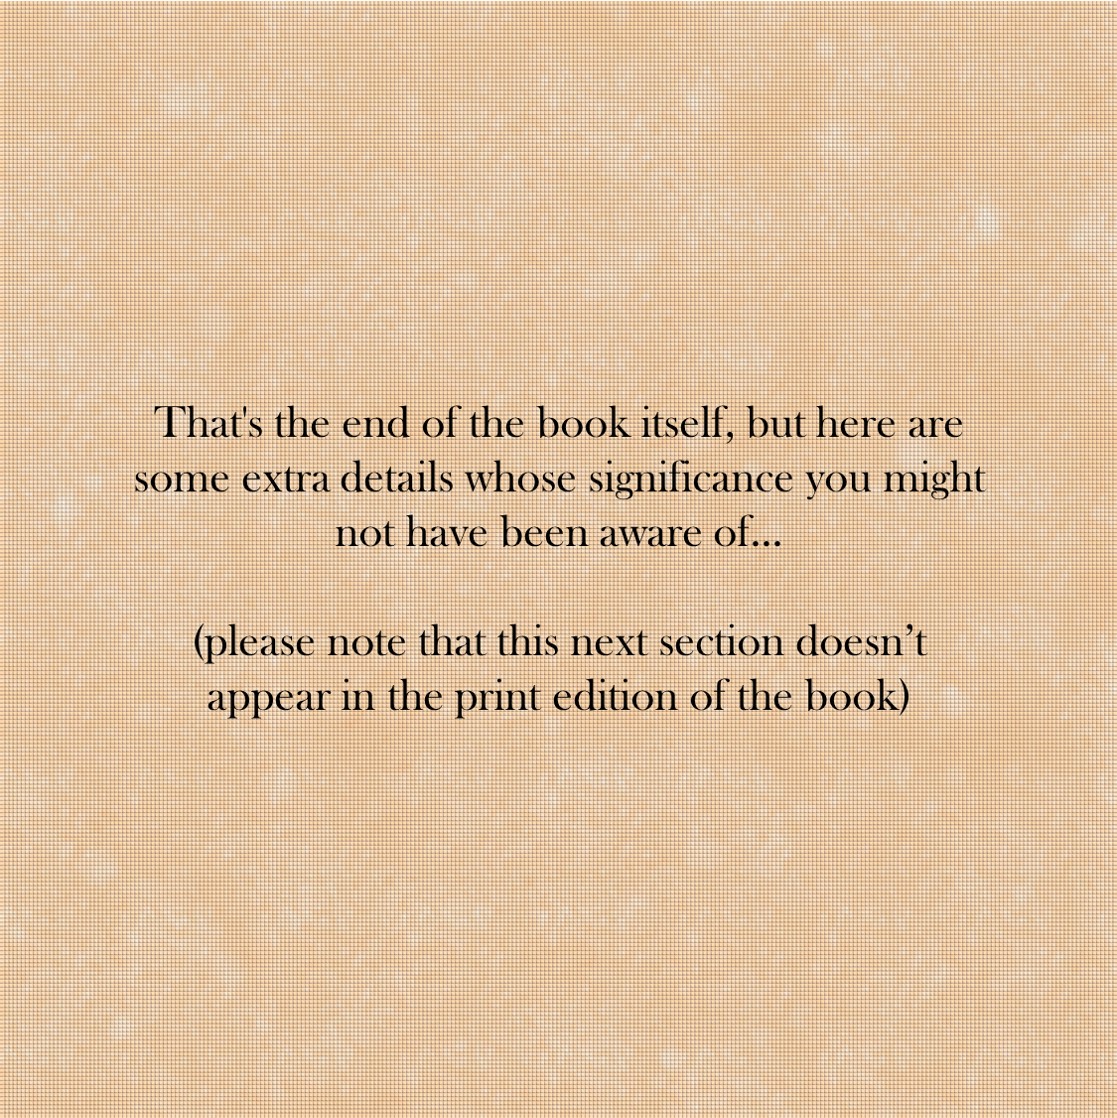 That's the end of the book itself, but here are
some extra details whose significance you might
not have been aware of...
(please note that this next section doesn’t
appear in the print edition of the book)